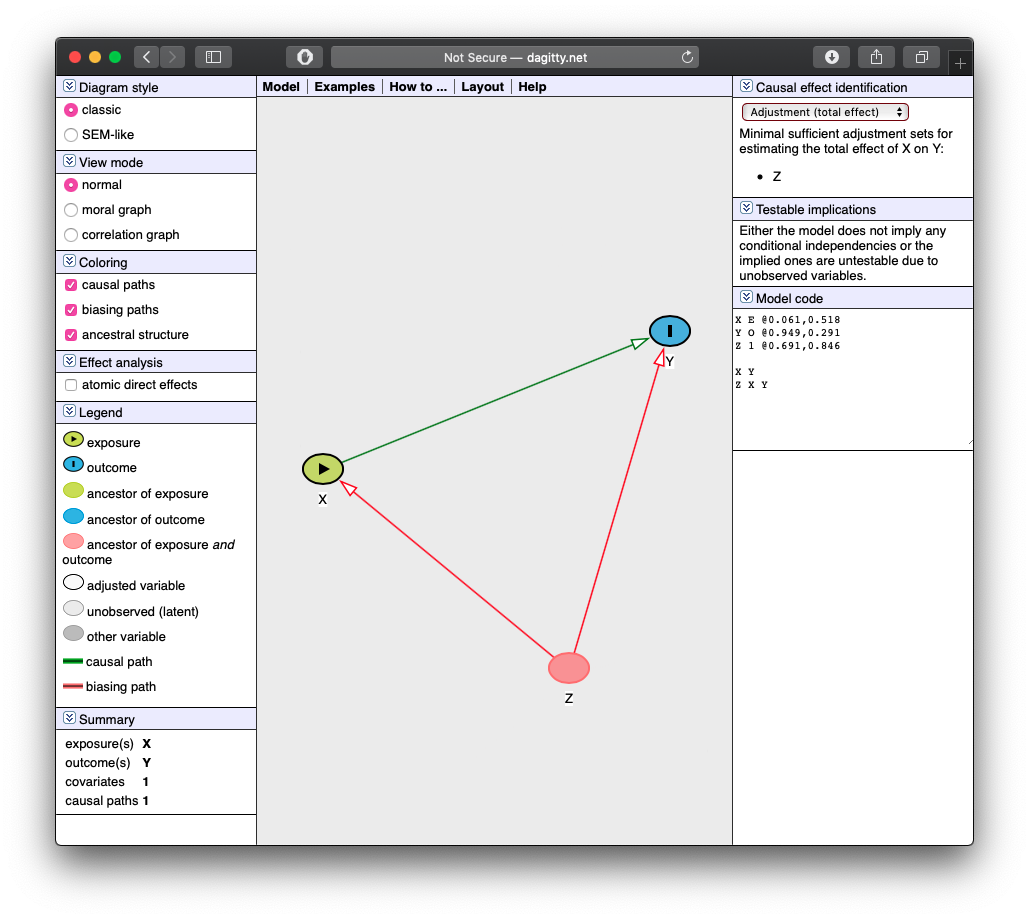 Not Secure — dagitty.net
Diagram style
classic
SEM-like
View mode
normal
moral graph
correlation graph
Coloring
causal paths
biasing paths
ancestral structure
Effect analysis
atomic direct effects
Legend
exposure
outcome
ancestor of exposure
ancestor of outcome
ancestor of exposure and
outcome
adjusted variable
unobserved (latent)
other variable
causal path
biasing path
Summary
exposure(s) X
outcome(s) Y
covariates 1
causal paths 1
Model Examples How to ... Layout Help
Y
X
Z
Causal effect identification
Adjustment (total effect)
Minimal sufficient adjustment sets for
estimating the total effect of X on Y:
• Z
Testable implications
Either the model does not imply any
conditional independencies or the
implied ones are untestable due to
unobserved variables.
Model code
X E @0.061,0.518
Y O @0.949,0.291
Z 1 @0.691,0.846
X Y
Z X Y